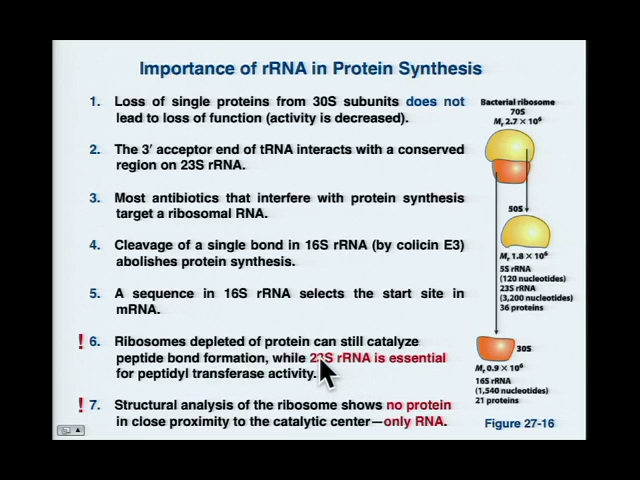 Importance of rRNA in Protein Synthesis
1. Loss of single proteins from 30S subunits does not
lead to loss of function (activity is decreased).
2. The 3′ acceptor end of tRNA interacts with a conserved
region on 23S rRNA.
3. Most antibiotics that interfere with protein synthesis
target a ribosomal RNA.
4. Cleavage of a single bond in 16S rRNA (by colicin E3)
abolishes protein synthesis.
5. A sequence in 16S rRNA selects the start site in
mRNA.
! 6. Ribosomes depleted of protein can still catalyze
peptide bond formation, while 23S rRNA is essential
for peptidyl transferase activity.
! 7. Structural analysis of the ribosome shows no protein
in close proximity to the catalytic center—only RNA.
Bacterial ribosome
70S
Mr 2.7 × 10⁶
50S
Mr 1.8 × 10⁶
5S rRNA
(120 nucleotides)
23S rRNA
(3,200 nucleotides)
36 proteins
30S
Mr 0.9 × 10⁶
16S rRNA
(1,540 nucleotides)
21 proteins
Figure 27-16